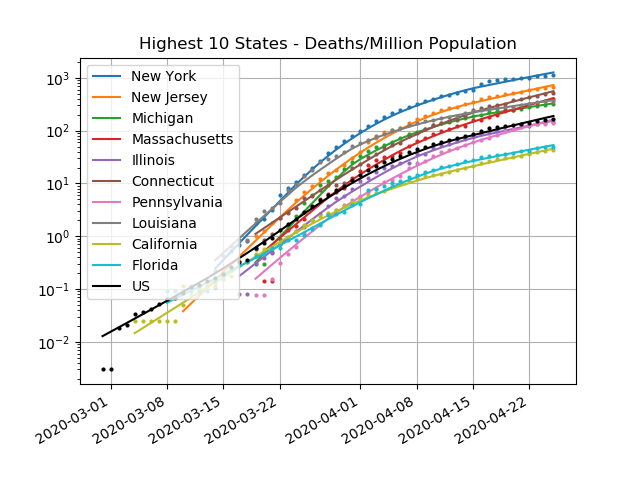 Highest 10 States - Deaths/Million Population
10³
10²
10¹
10⁰
10⁻¹
10⁻²
New York
New Jersey
Michigan
Massachusetts
Illinois
Connecticut
Pennsylvania
Louisiana
California
Florida
US
2020-03-01
2020-03-08
2020-03-15
2020-03-22
2020-04-01
2020-04-08
2020-04-15
2020-04-22